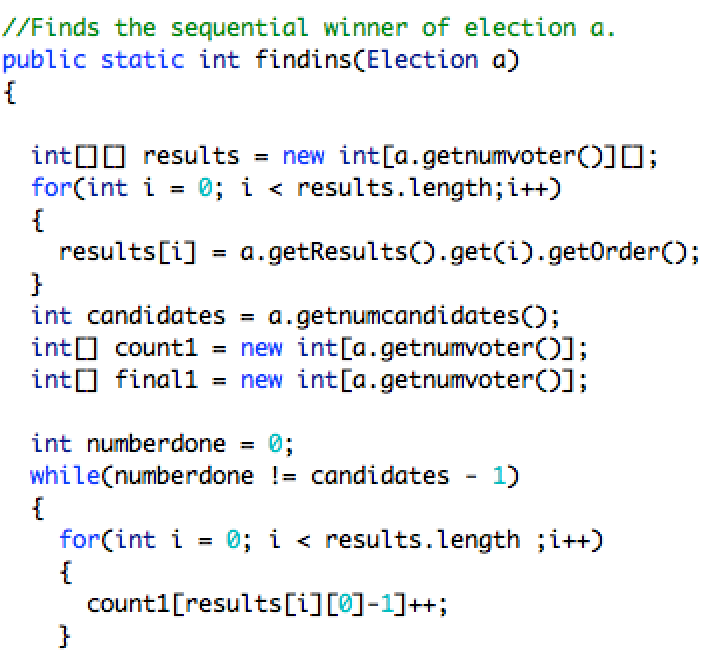 //Finds the sequential winner of election a.
public static int findins(Election a)
{
int[][] results = new int[a.getnumvoter()][];
for(int i = 0; i < results.length;i++)
{
results[i] = a.getResults().get(i).getOrder();
}
int candidates = a.getnumcandidates();
int[] count1 = new int[a.getnumvoter()];
int[] final1 = new int[a.getnumvoter()];
int numberdone = 0;
while(numberdone != candidates - 1)
{
for(int i = 0; i < results.length ;i++)
{
count1[results[i][0]-1]++;
}